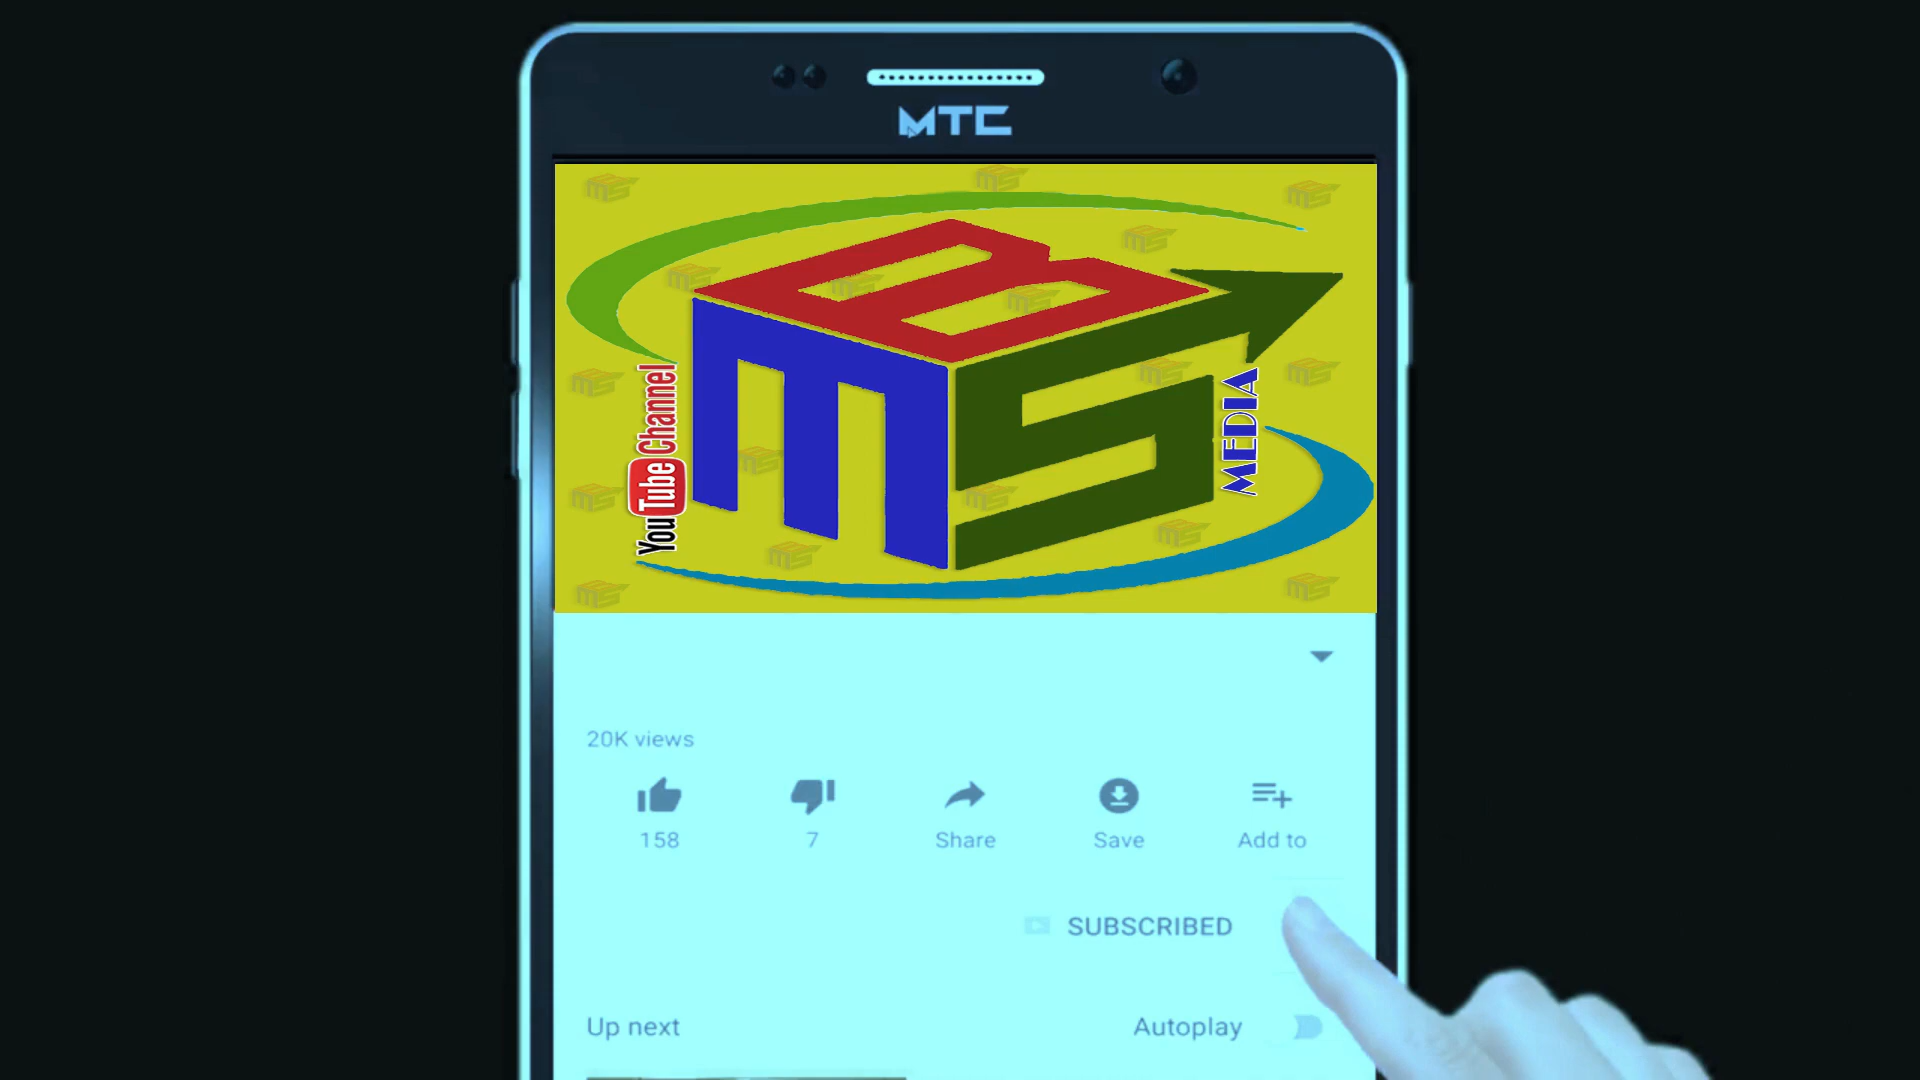 MTC
MBS
YouTube Channel
MEDIA
20K views
158
7
Share
Save
Add to
SUBSCRIBED
Up next
Autoplay